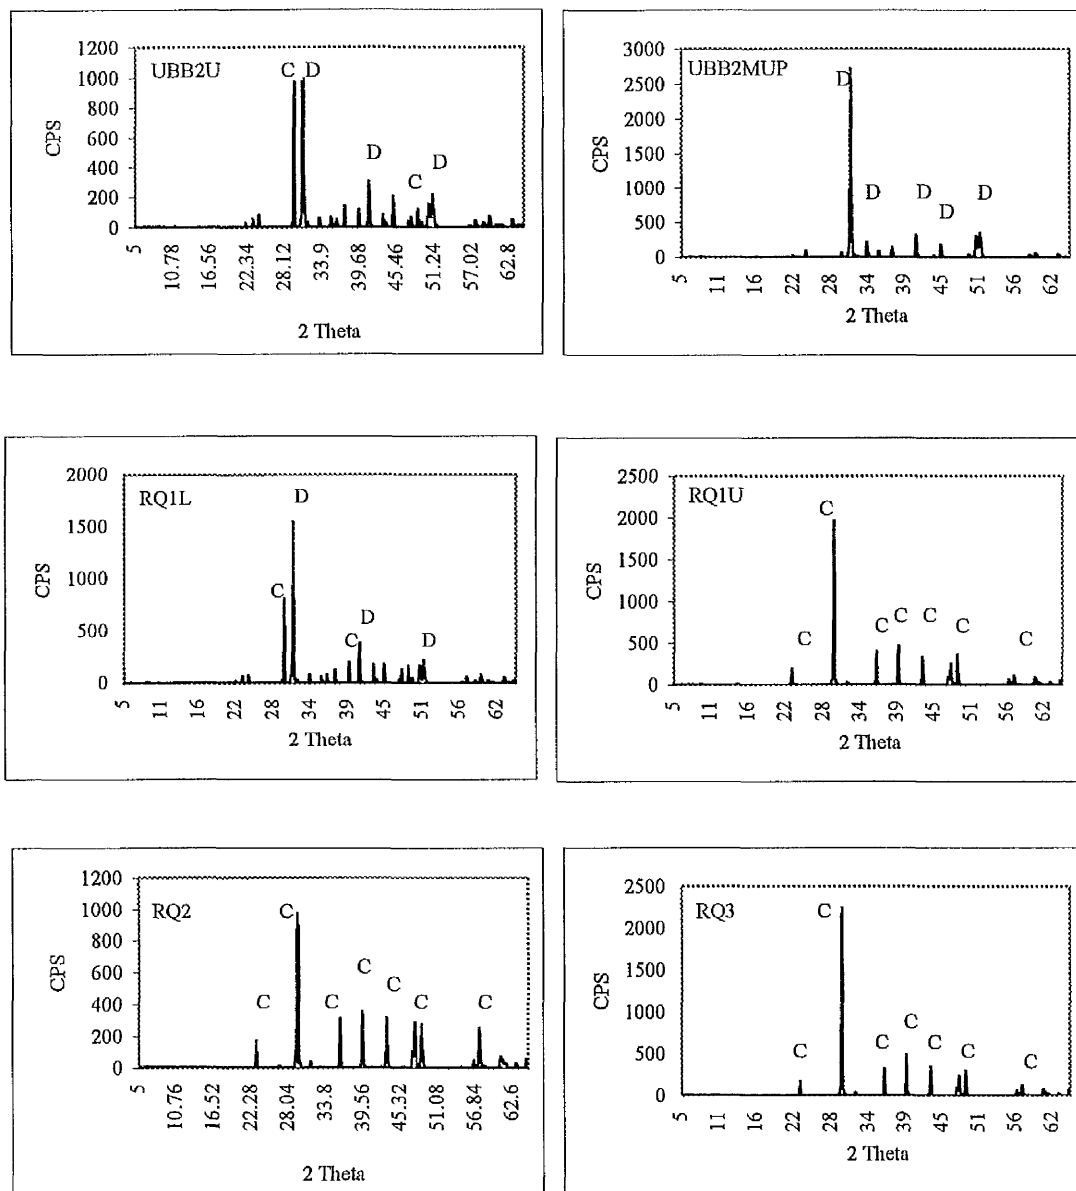 1200
1000
800
600
400
200
0
CPS
UBB2U
C D
D
C
D
5 10.78 16.56 22.34 28.12 33.9 39.68 45.46 51.24 57.02 62.8
2 Theta
3000
2500
2000
1500
1000
500
0
CPS
UBB2MUP
D
D
D
D
D
5 11 16 22 28 34 39 45 51 56 62
2 Theta
2000
1500
1000
500
0
CPS
RQ1L
D
C
C
D
D
5 11 16 22 28 34 39 45 51 56 62
2 Theta
2500
2000
1500
1000
500
0
CPS
RQ1U
C
C
C
C
C
C
C
5 11 16 22 28 34 39 45 51 56 62
2 Theta
1200
1000
800
600
400
200
0
CPS
RQ2
C
C
C
C
C
C
C
5 10.76 16.52 22.28 28.04 33.8 39.56 45.32 51.08 56.84 62.6
2 Theta
2500
2000
1500
1000
500
0
CPS
RQ3
C
C
C
C
C
C
C
5 11 16 22 28 34 39 45 51 56 62
2 Theta